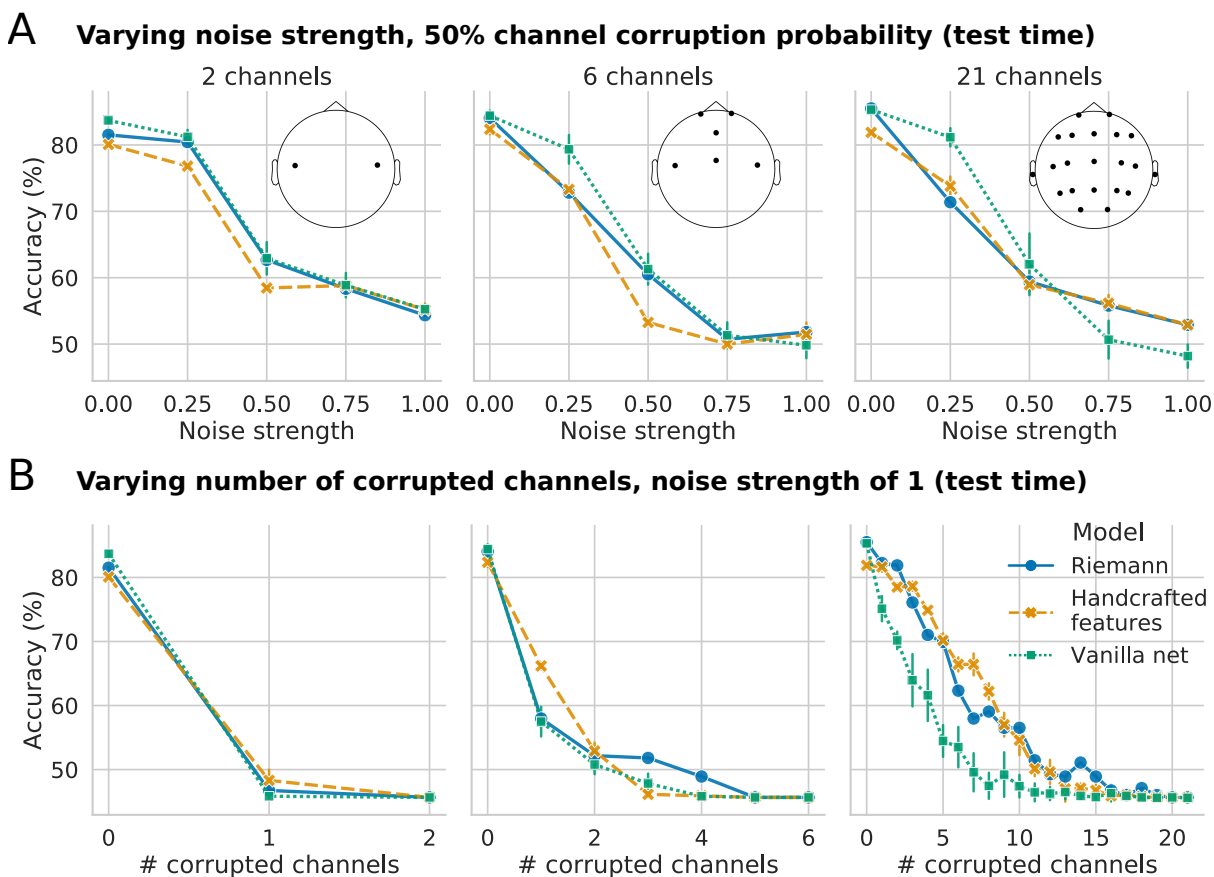 A Varying noise strength, 50% channel corruption probability (test time)
2 channels 6 channels 21 channels
Accuracy (%)
80
70
60
50
0.00 0.25 0.50 0.75 1.00 0.00 0.25 0.50 0.75 1.00 0.00 0.25 0.50 0.75 1.00
Noise strength Noise strength Noise strength
B Varying number of corrupted channels, noise strength of 1 (test time)
Accuracy (%)
80
70
60
50
Model
Riemann
Handcrafted
features
Vanilla net
0 1 2 0 2 4 6 0 5 10 15 20
# corrupted channels # corrupted channels # corrupted channels